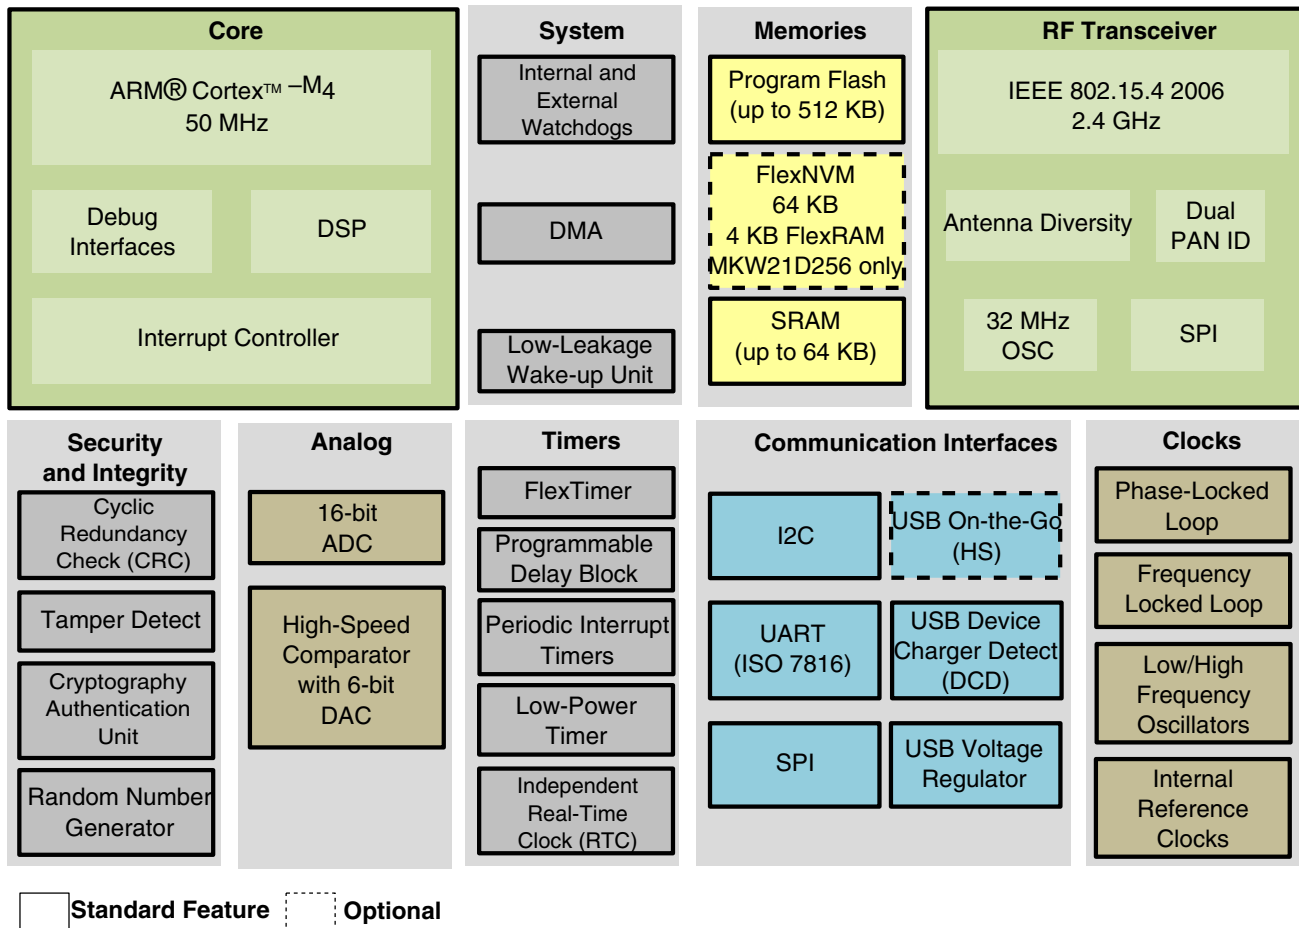 Core
ARM® Cortex™ –M4
50 MHz
Debug
Interfaces
DSP
Interrupt Controller
System
Internal and
External
Watchdogs
DMA
Low-Leakage
Wake-up Unit
Memories
Program Flash
(up to 512 KB)
FlexNVM
64 KB
4 KB FlexRAM
MKW21D256 only
SRAM
(up to 64 KB)
RF Transceiver
IEEE 802.15.4 2006
2.4 GHz
Antenna Diversity
Dual
PAN ID
32 MHz
OSC
SPI
Security
and Integrity
Cyclic
Redundancy
Check (CRC)
Tamper Detect
Cryptography
Authentication
Unit
Random Number
Generator
Analog
16-bit
ADC
High-Speed
Comparator
with 6-bit
DAC
Timers
FlexTimer
Programmable
Delay Block
Periodic Interrupt
Timers
Low-Power
Timer
Independent
Real-Time
Clock (RTC)
Communication Interfaces
I2C
USB On-the-Go
(HS)
UART
(ISO 7816)
USB Device
Charger Detect
(DCD)
SPI
USB Voltage
Regulator
Clocks
Phase-Locked
Loop
Frequency
Locked Loop
Low/High
Frequency
Oscillators
Internal
Reference
Clocks
Standard Feature
Optional